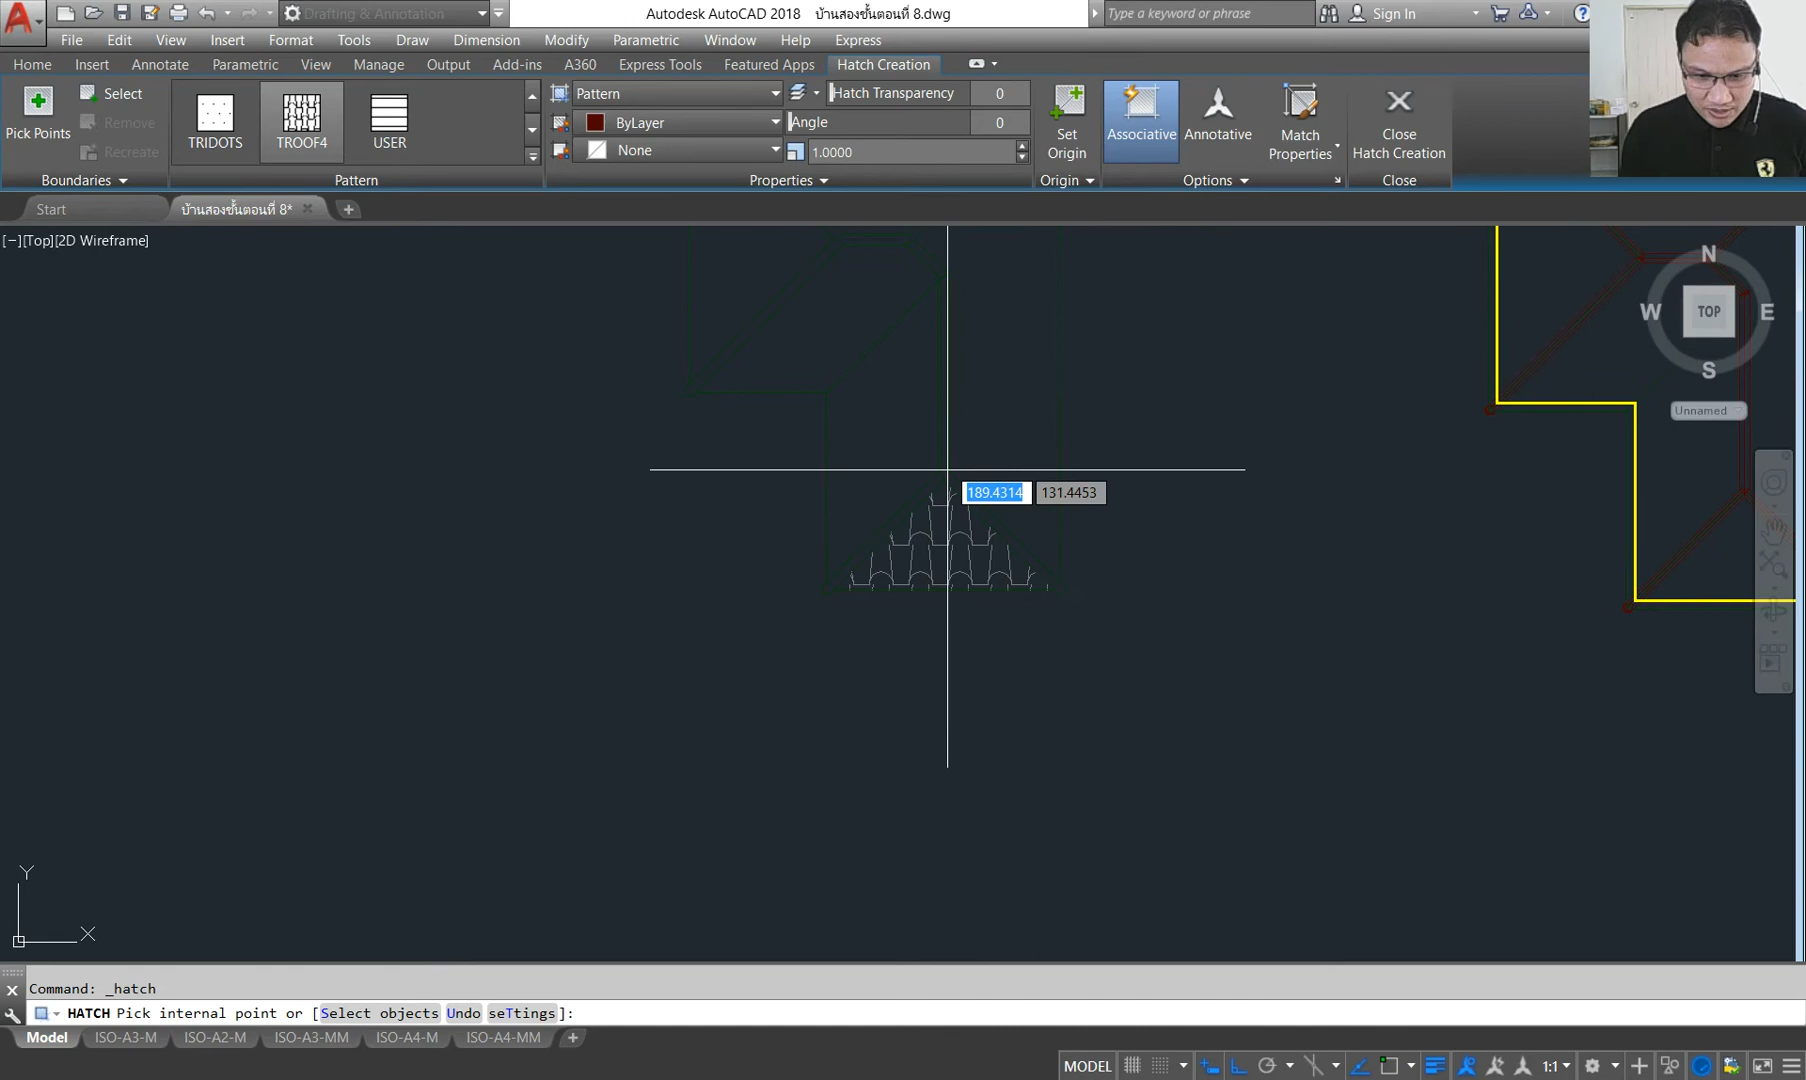 Drafting & Annotation
Autodesk AutoCAD 2018 บ้านสองชั้นตอนที่ 8.dwg
Type a keyword or phrase
Sign In
File Edit View Insert Format Tools Draw Dimension Modify Parametric Window Help Express
Home Insert Annotate Parametric View Manage Output Add-ins A360 Express Tools Featured Apps Hatch Creation
Pick Points
Select
Remove
Recreate
Boundaries
TRIDOTS
TROOF4
USER
Pattern
Pattern
ByLayer
None
Hatch Transparency 0
Angle 0
1.0000
Properties
Set
Origin
Origin
Associative
Annotative
Match
Properties
Options
Close
Hatch Creation
Close
Start
บ้านสองชั้นตอนที่ 8*
[−][Top][2D Wireframe]
N
W
TOP
E
S
Unnamed
189.4314
131.4453
Y
X
Command: _hatch
HATCH Pick internal point or [Select objects Undo seTtings]:
Model ISO-A3-M ISO-A2-M ISO-A3-MM ISO-A4-M ISO-A4-MM
MODEL
1:1